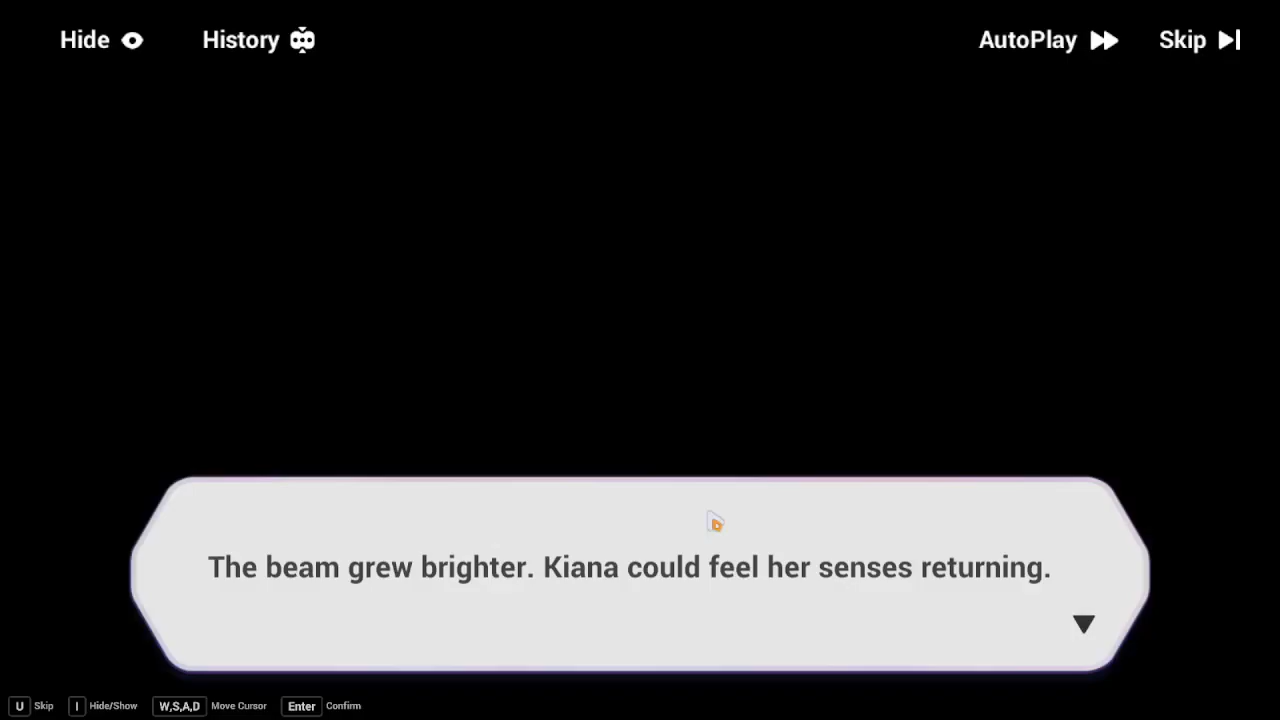 Hide
History
AutoPlay
Skip
The beam grew brighter. Kiana could feel her senses returning.
U Skip
I Hide/Show
W,S,A,D Move Cursor
Enter Confirm